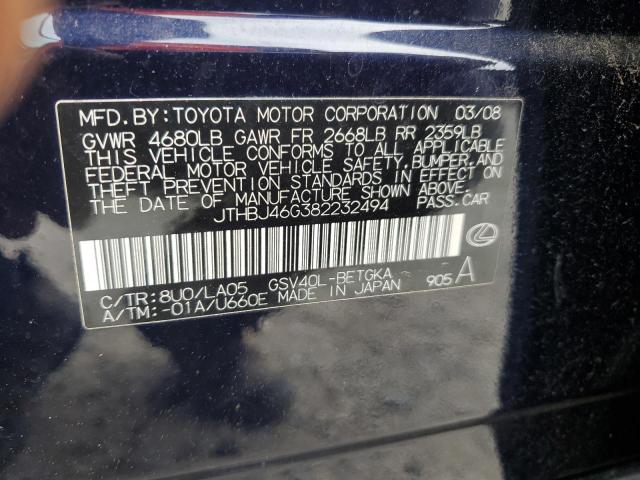 MFD. BY: TOYOTA MOTOR CORPORATION 03/08
GVWR 4680LB GAWR FR 2668LB RR 2359LB
THIS VEHICLE CONFORMS TO ALL APPLICABLE
FEDERAL MOTOR VEHICLE SAFETY, BUMPER, AND
THEFT PREVENTION STANDARDS IN EFFECT ON
THE DATE OF MANUFACTURE SHOWN ABOVE.
JTHBJ46G382232494 PASS. CAR
C/TR: 8U0/LA05 GSV40L-BETGKA
A/TM: -01A/U660E MADE IN JAPAN
905 A